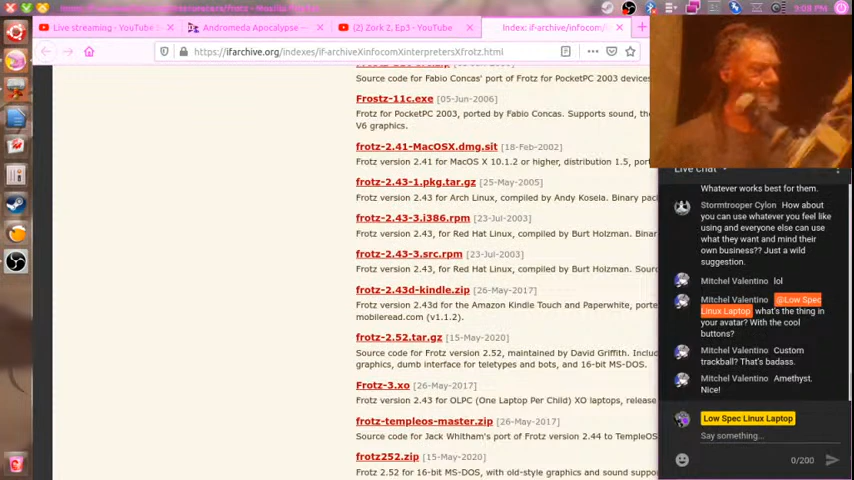 9:08 PM
Live streaming - YouTube
Andromeda Apocalypse —
(2) Zork 2, Ep3 - YouTube
Index: if-archive/infocom/
https://ifarchive.org/indexes/if-archiveXinfocomXinterpretersXfrotz.html
Source code for Fabio Concas' port of Frotz for PocketPC 2003 devices
Frostz-11c.exe [05-Jun-2006]
Frotz for PocketPC 2003, ported by Fabio Concas. Supports sound, the
V6 graphics.
frotz-2.41-MacOSX.dmg.sit [18-Feb-2002]
Frotz version 2.41 for MacOS X 10.1.2 or higher, distribution 1.5, por
frotz-2.43-1.pkg.tar.gz [25-May-2005]
Frotz version 2.43, for Arch Linux, compiled by Andy Kosela. Binary pac
frotz-2.43-3.i386.rpm [23-Jul-2003]
Frotz version 2.43, for Red Hat Linux, compiled by Burt Holzman. Binar
frotz-2.43-3.src.rpm [23-Jul-2003]
Frotz version 2.43, for Red Hat Linux, compiled by Burt Holzman. Sourc
frotz-2.43d-kindle.zip [26-May-2017]
Frotz version 2.43d for the Amazon Kindle Touch and Paperwhite, porte
mobileread.com (v1.1.2).
frotz-2.52.tar.gz [15-May-2020]
Source code for Frotz version 2.52, maintained by David Griffith. Includ
graphics, dumb interface for teletypes and bots, and 16-bit MS-DOS.
Frotz-3.xo [26-May-2017]
Frotz version 2.43 for OLPC (One Laptop Per Child) XO laptops, release
frotz-templeos-master.zip [26-May-2017]
Source code for Jack Whitham's port of Frotz version 2.44 to TempleOS
frotz252.zip [15-May-2020]
Frotz 2.52 for 16-bit MS-DOS, with old-style graphics and sound suppo
Live chat
Whatever works best for them.
Stormtrooper Cylon How about
you can use whatever you feel like
using and everyone else can use
what they want and mind their
own business?? Just a wild
suggestion.
Mitchel Valentino lol
Mitchel Valentino @Low Spec
Linux Laptop what's the thing in
your avatar? With the cool
buttons?
Mitchel Valentino Custom
trackball? That's badass.
Mitchel Valentino Amethyst.
Nice!
Low Spec Linux Laptop
Say something...
0/200